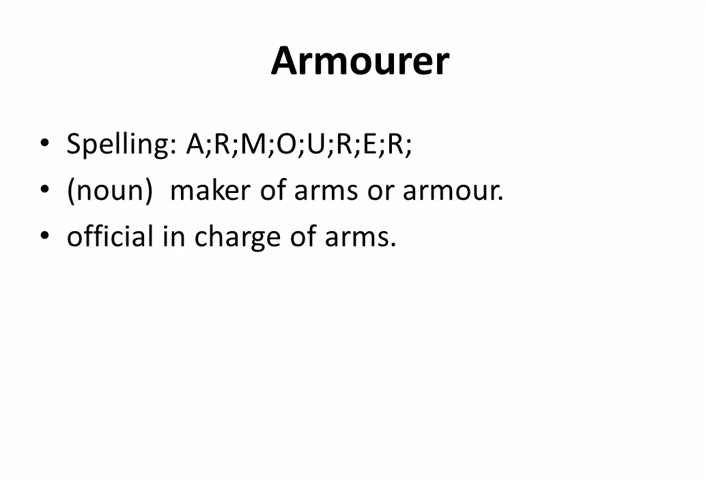 Armourer
• Spelling: A;R;M;O;U;R;E;R;
• (noun)  maker of arms or armour.
• official in charge of arms.